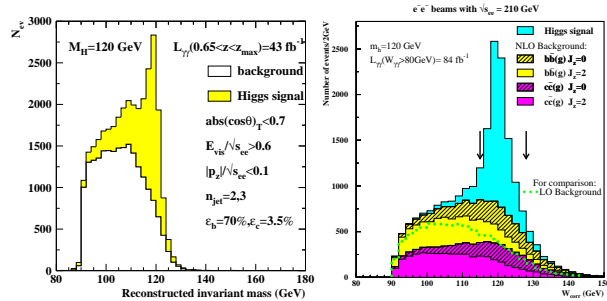 N_ev
3000
2500
2000
1500
1000
500
0
M_H=120 GeV L_γγ(0.65<z<z_max)=43 fb⁻¹
background
Higgs signal
abs(cosθ)_T<0.7
E_vis/√s_ee>0.6
|p_z|/√s_ee<0.1
n_jet=2,3
ε_b=70%,ε_c=3.5%
80 100 120 140 160 180
Reconstructed invariant mass (GeV)
e⁻e⁻ beams with √s_ee = 210 GeV
Number of events/2GeV
2500
2000
1500
1000
500
0
m_h=120 GeV
L_γγ(W_γγ>80GeV) = 84 fb⁻¹
Higgs signal
NLO Background:
bb̄(g) J_z=0
bb̄(g) J_z=2
cc̄(g) J_z=0
cc̄(g) J_z=2
For comparison:
LO Background
80 90 100 110 120 130 140 150
W_corr (GeV)